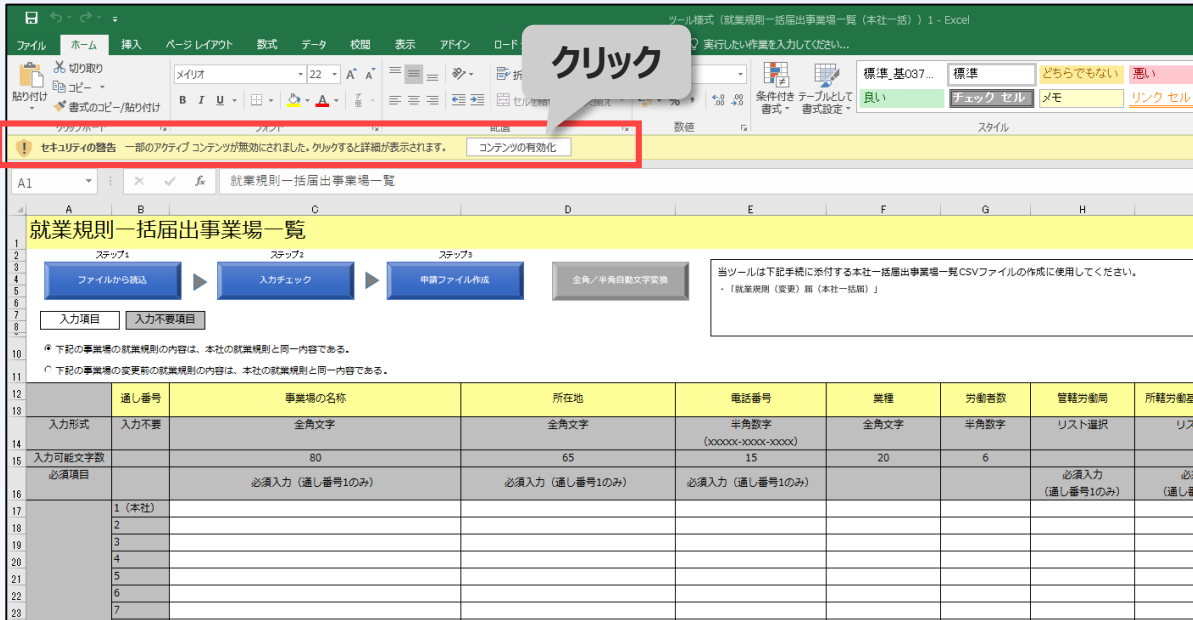 ツール様式（就業規則一括届出事業場一覧（本社一括））1 - Excel
ファイル ホーム 挿入 ページ レイアウト 数式 データ 校閲 表示 アドイン 実行したい作業を入力してください...
クリック
切り取り
コピー
書式のコピー/貼り付け
貼り付け
メイリオ 22
B I U
条件付き書式
テーブルとして書式設定
標準_基037... 標準 どちらでもない 悪い
良い チェック セル メモ リンク セル
数値 スタイル
セキュリティの警告 一部のアクティブ コンテンツが無効にされました。クリックすると詳細が表示されます。 コンテンツの有効化
A1 fx 就業規則一括届出事業場一覧
A B C D E F G H
1 就業規則一括届出事業場一覧
2 ステップ1 ステップ2 ステップ3
3
4 ファイルから読込 入力チェック 申請ファイル作成 全角/半角自動文字変換
当ツールは下記手続に添付する本社一括届出事業場一覧CSVファイルの作成に使用してください。
・「就業規則（変更）届（本社一括届）」
5
6
7 入力項目 入力不要項目
8
10 下記の事業場の就業規則の内容は、本社の就業規則と同一内容である。
11 下記の事業場の変更前の就業規則の内容は、本社の就業規則と同一内容である。
12 通し番号 事業場の名称 所在地 電話番号 業種 労働者数 管轄労働局 所轄労働基
13
14 入力形式 入力不要 全角文字 全角文字 半角数字 全角文字 半角数字 リスト選択 リス
(xxxxx-xxxx-xxxx)
15 入力可能文字数 80 65 15 20 6
16 必須項目 必須入力（通し番号1のみ） 必須入力（通し番号1のみ） 必須入力（通し番号1のみ） 必須入力
（通し番号1のみ）
17 1（本社）
18 2
19 3
20 4
21 5
22 6
23 7